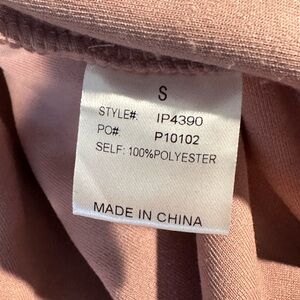 S
STYLE#: IP4390
PO# P10102
SELF: 100%POLYESTER
MADE IN CHINA